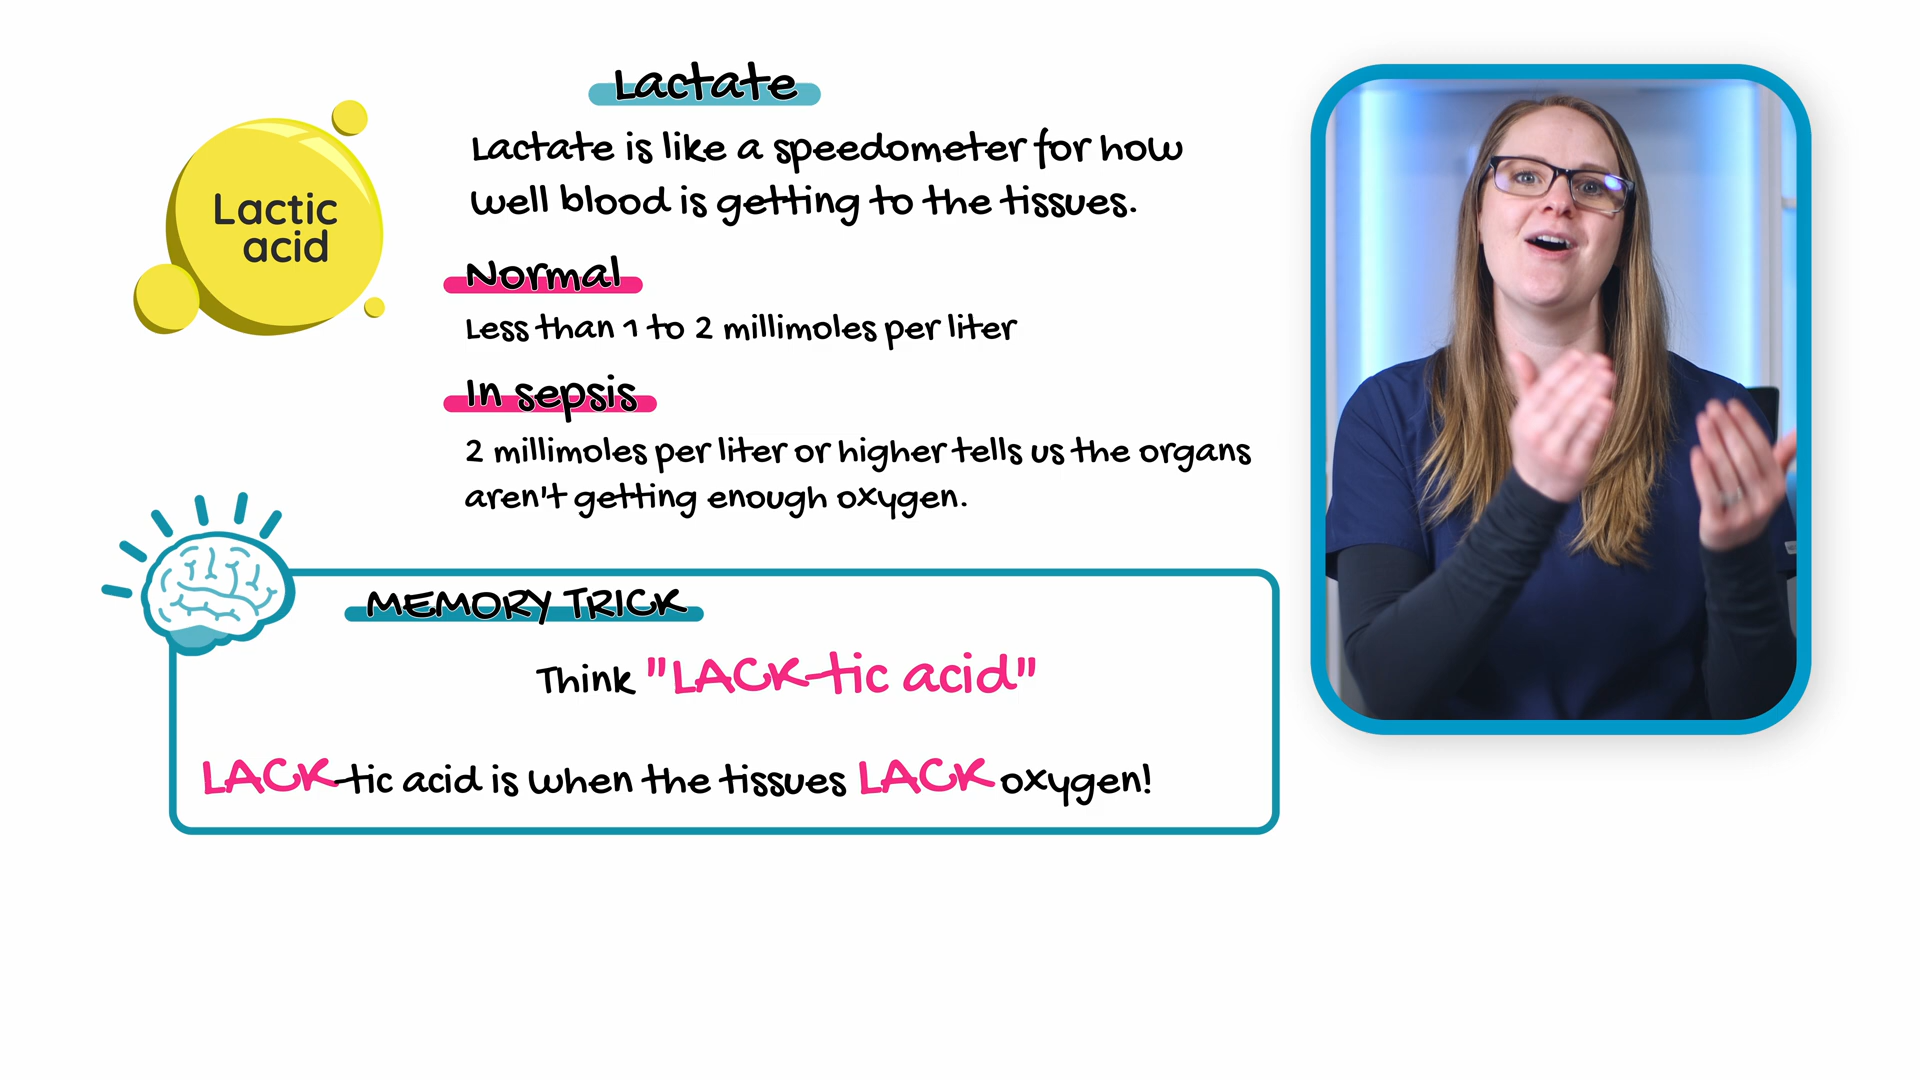 Lactic
acid
Lactate
Lactate is like a speedometer for how
well blood is getting to the tissues.
Normal
Less than 1 to 2 millimoles per liter
In sepsis
2 millimoles per liter or higher tells us the organs
aren't getting enough oxygen.
MEMORY TRICK
Think "LACK-tic acid"
LACK-tic acid is when the tissues LACK oxygen!